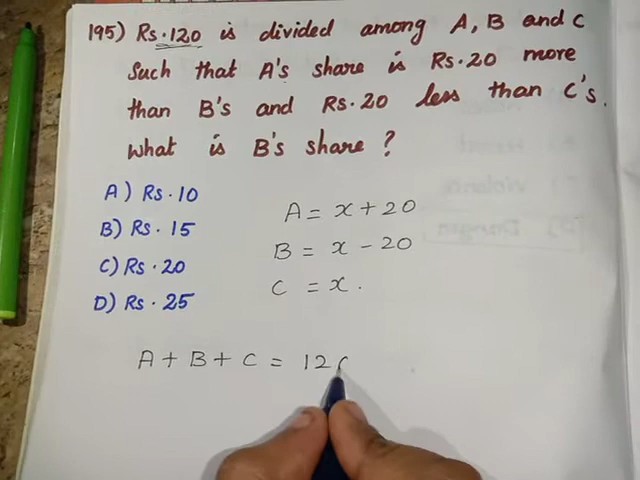 195) Rs.120 is divided among A, B and C
Such that A's share is Rs.20 more
than B's and Rs.20 less than C's.
What is B's share?
A) Rs.10
B) Rs.15
C) Rs.20
D) Rs.25
A = x + 20
B = x - 20
C = x.
A + B + C = 12